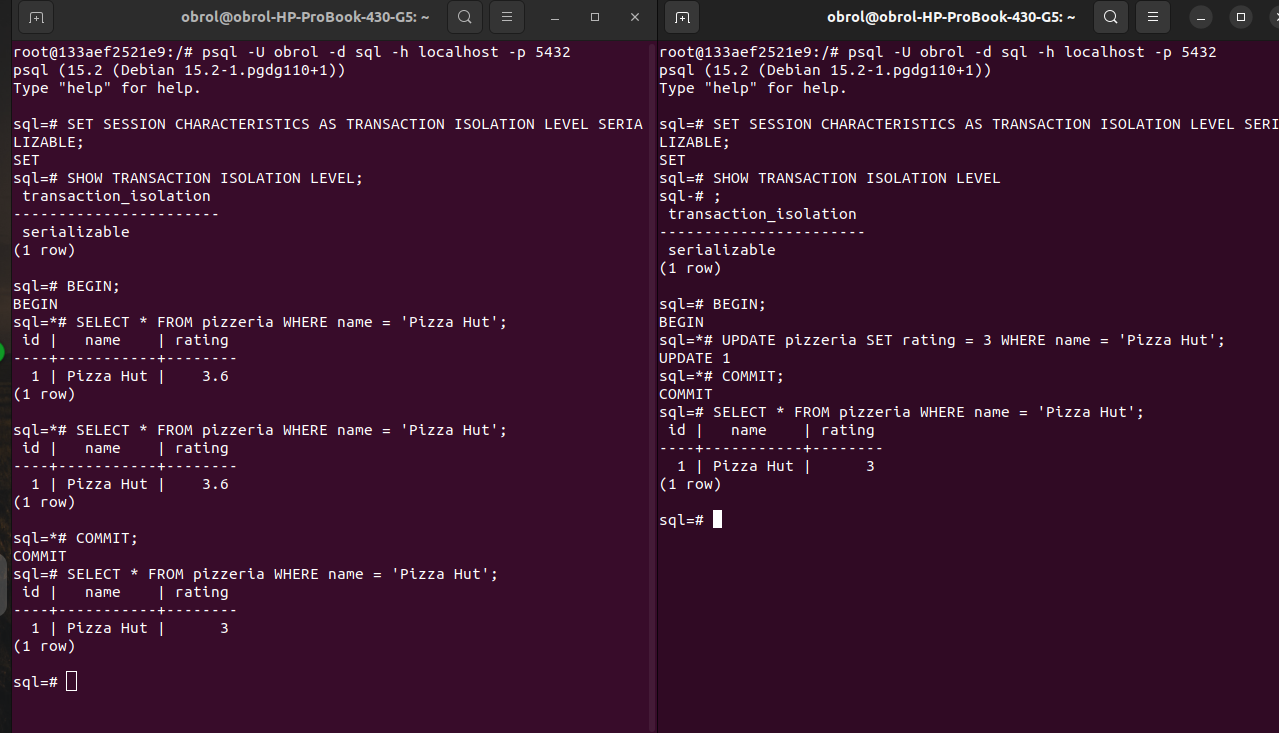 obrol@obrol-HP-ProBook-430-G5: ~
root@133aef2521e9:/# psql -U obrol -d sql -h localhost -p 5432
psql (15.2 (Debian 15.2-1.pgdg110+1))
Type "help" for help.
sql=# SET SESSION CHARACTERISTICS AS TRANSACTION ISOLATION LEVEL SERIA
LIZABLE;
SET
sql=# SHOW TRANSACTION ISOLATION LEVEL;
 transaction_isolation
-----------------------
 serializable
(1 row)
sql=# BEGIN;
BEGIN
sql=*# SELECT * FROM pizzeria WHERE name = 'Pizza Hut';
 id |   name    | rating
----+-----------+--------
  1 | Pizza Hut |    3.6
(1 row)
sql=*# SELECT * FROM pizzeria WHERE name = 'Pizza Hut';
 id |   name    | rating
----+-----------+--------
  1 | Pizza Hut |    3.6
(1 row)
sql=*# COMMIT;
COMMIT
sql=# SELECT * FROM pizzeria WHERE name = 'Pizza Hut';
 id |   name    | rating
----+-----------+--------
  1 | Pizza Hut |      3
(1 row)
sql=#
obrol@obrol-HP-ProBook-430-G5: ~
root@133aef2521e9:/# psql -U obrol -d sql -h localhost -p 5432
psql (15.2 (Debian 15.2-1.pgdg110+1))
Type "help" for help.
sql=# SET SESSION CHARACTERISTICS AS TRANSACTION ISOLATION LEVEL SERI
LIZABLE;
SET
sql=# SHOW TRANSACTION ISOLATION LEVEL
sql-# ;
 transaction_isolation
-----------------------
 serializable
(1 row)
sql=# BEGIN;
BEGIN
sql=*# UPDATE pizzeria SET rating = 3 WHERE name = 'Pizza Hut';
UPDATE 1
sql=*# COMMIT;
COMMIT
sql=# SELECT * FROM pizzeria WHERE name = 'Pizza Hut';
 id |   name    | rating
----+-----------+--------
  1 | Pizza Hut |      3
(1 row)
sql=#